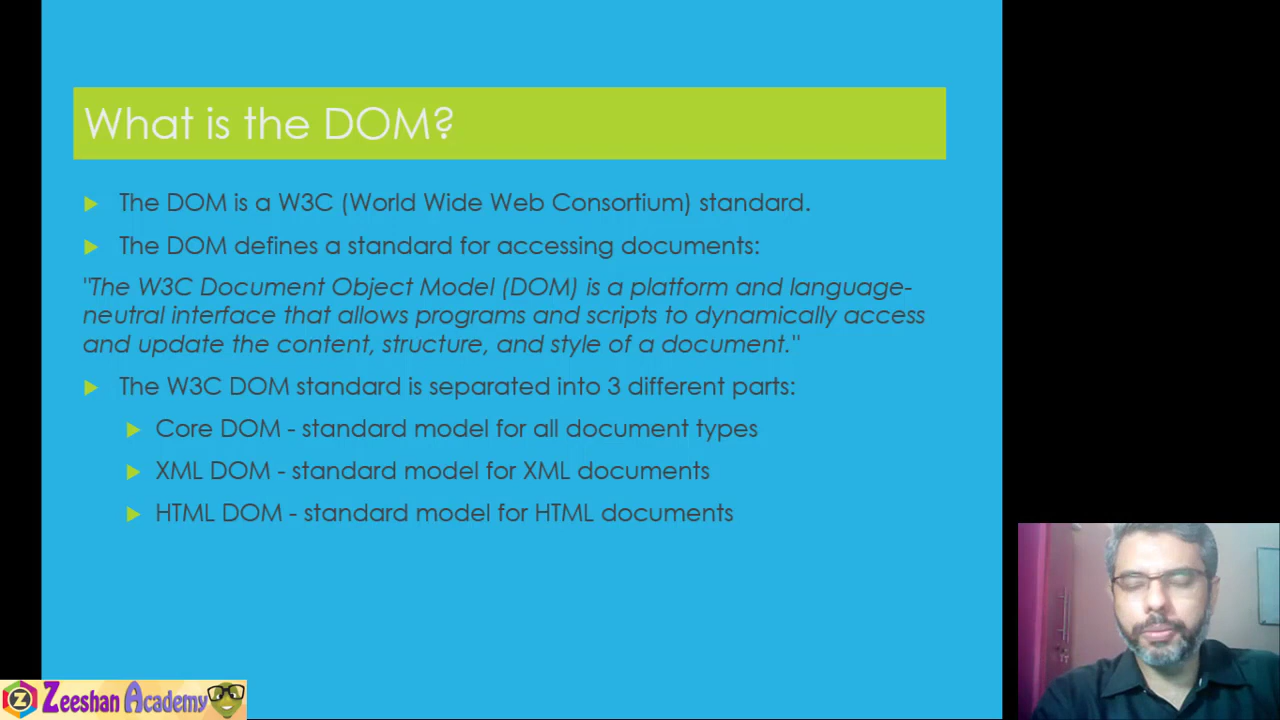 What is the DOM?
The DOM is a W3C (World Wide Web Consortium) standard.
The DOM defines a standard for accessing documents:
"The W3C Document Object Model (DOM) is a platform and language-
neutral interface that allows programs and scripts to dynamically access
and update the content, structure, and style of a document."
The W3C DOM standard is separated into 3 different parts:
Core DOM - standard model for all document types
XML DOM - standard model for XML documents
HTML DOM - standard model for HTML documents
Z Zeeshan Academy